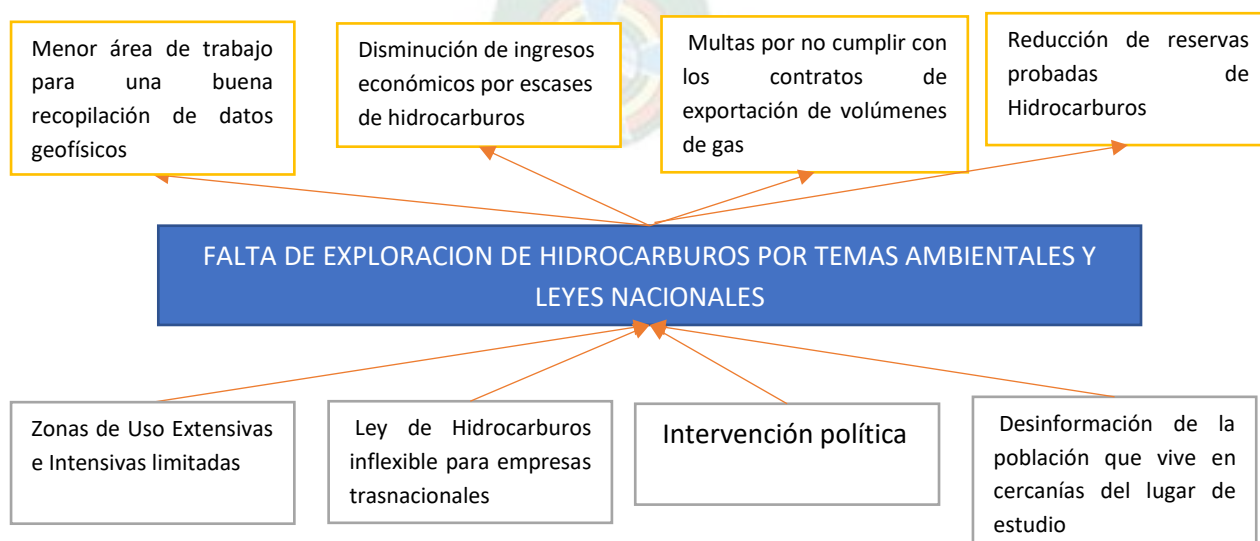 Menor área de trabajo
para una buena
recopilación de datos
geofísicos
Disminución de ingresos
económicos por escases
de hidrocarburos
Multas por no cumplir con
los contratos de
exportación de volúmenes
de gas
Reducción de reservas
probadas de
Hidrocarburos
FALTA DE EXPLORACION DE HIDROCARBUROS POR TEMAS AMBIENTALES Y
LEYES NACIONALES
Zonas de Uso Extensivas
e Intensivas limitadas
Ley de Hidrocarburos
inflexible para empresas
trasnacionales
Intervención política
Desinformación de la
población que vive en
cercanías del lugar de
estudio